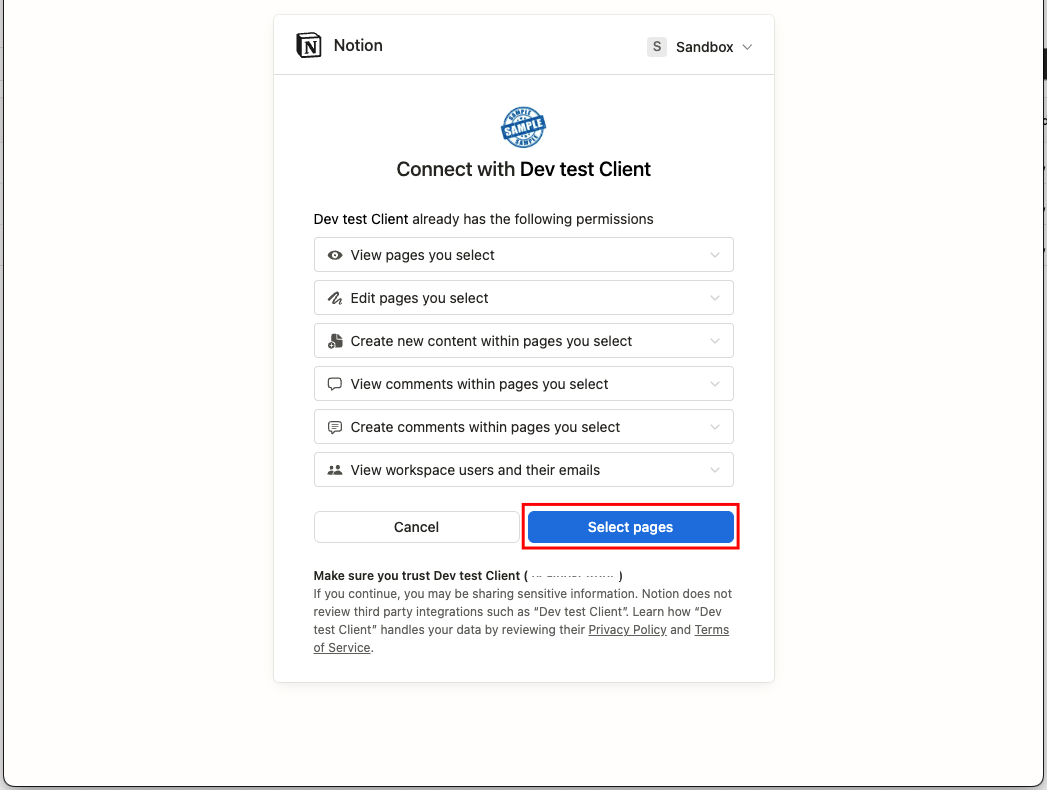 Notion
S Sandbox
SAMPLE
SAMPLE
SAMPLE
Connect with Dev test Client
Dev test Client already has the following permissions
View pages you select
Edit pages you select
Create new content within pages you select
View comments within pages you select
Create comments within pages you select
View workspace users and their emails
Cancel
Select pages
Make sure you trust Dev test Client ( )
If you continue, you may be sharing sensitive information. Notion does not
review third party integrations such as “Dev test Client”. Learn how “Dev
test Client” handles your data by reviewing their Privacy Policy and Terms
of Service.